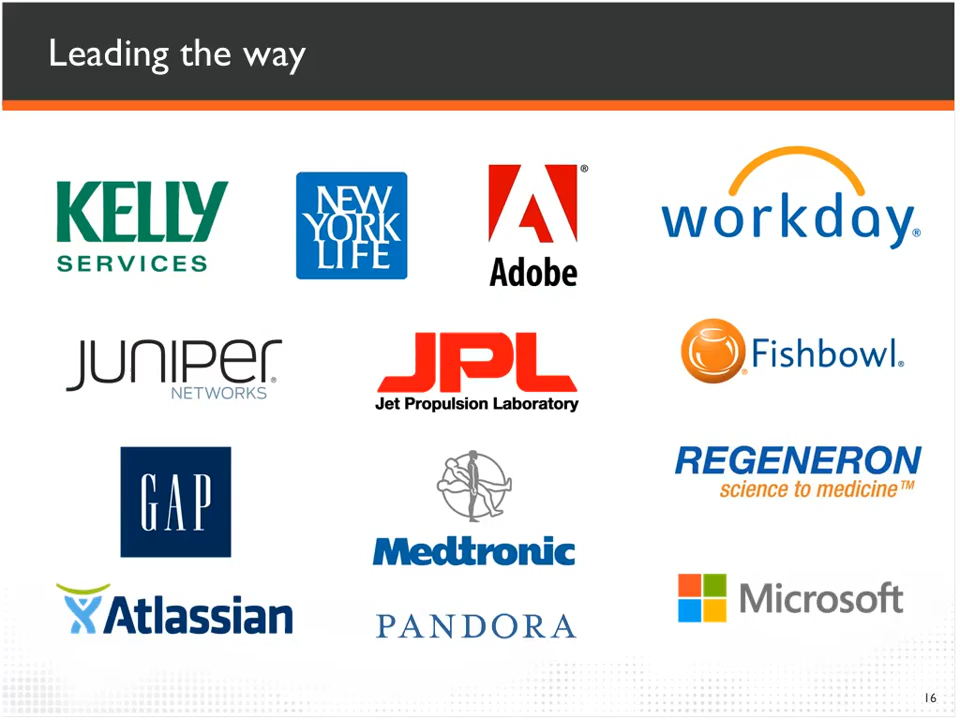 Leading the way
KELLY
SERVICES
NEW
YORK
LIFE
®
Adobe
workday®
JUNIPER®
NETWORKS
JPL
Jet Propulsion Laboratory
®Fishbowl®
GAP
Medtronic
REGENERON
science to medicine™
Atlassian
PANDORA
Microsoft
16